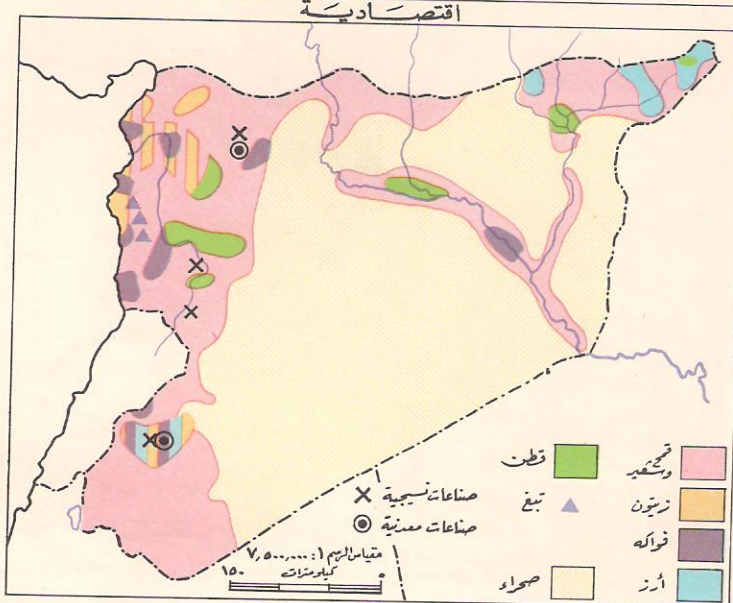 اقتصادية
قمح وشعير
زيتون
فواكه
أرز
قطن
تبغ
صحراء
صناعات نسيجية
صناعات معدنية
مقياس الرسم ١: ٧,٥٠٠,٠٠٠
كيلومترات
١٥٠ ٠